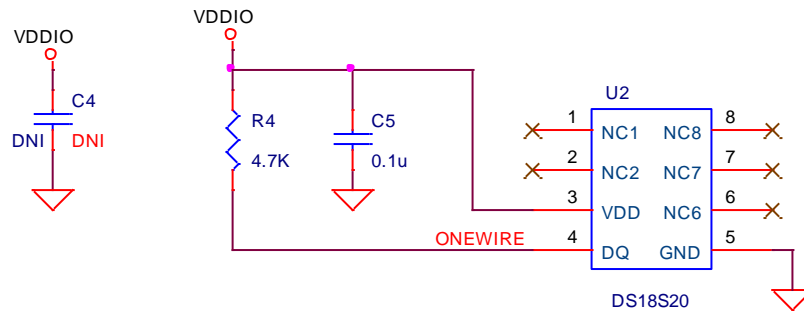 VDDIO
C4
DNI DNI
VDDIO
R4
4.7K
C5
0.1u
U2
1 NC1 NC8 8
2 NC2 NC7 7
3 VDD NC6 6
4 DQ GND 5
ONEWIRE
DS18S20